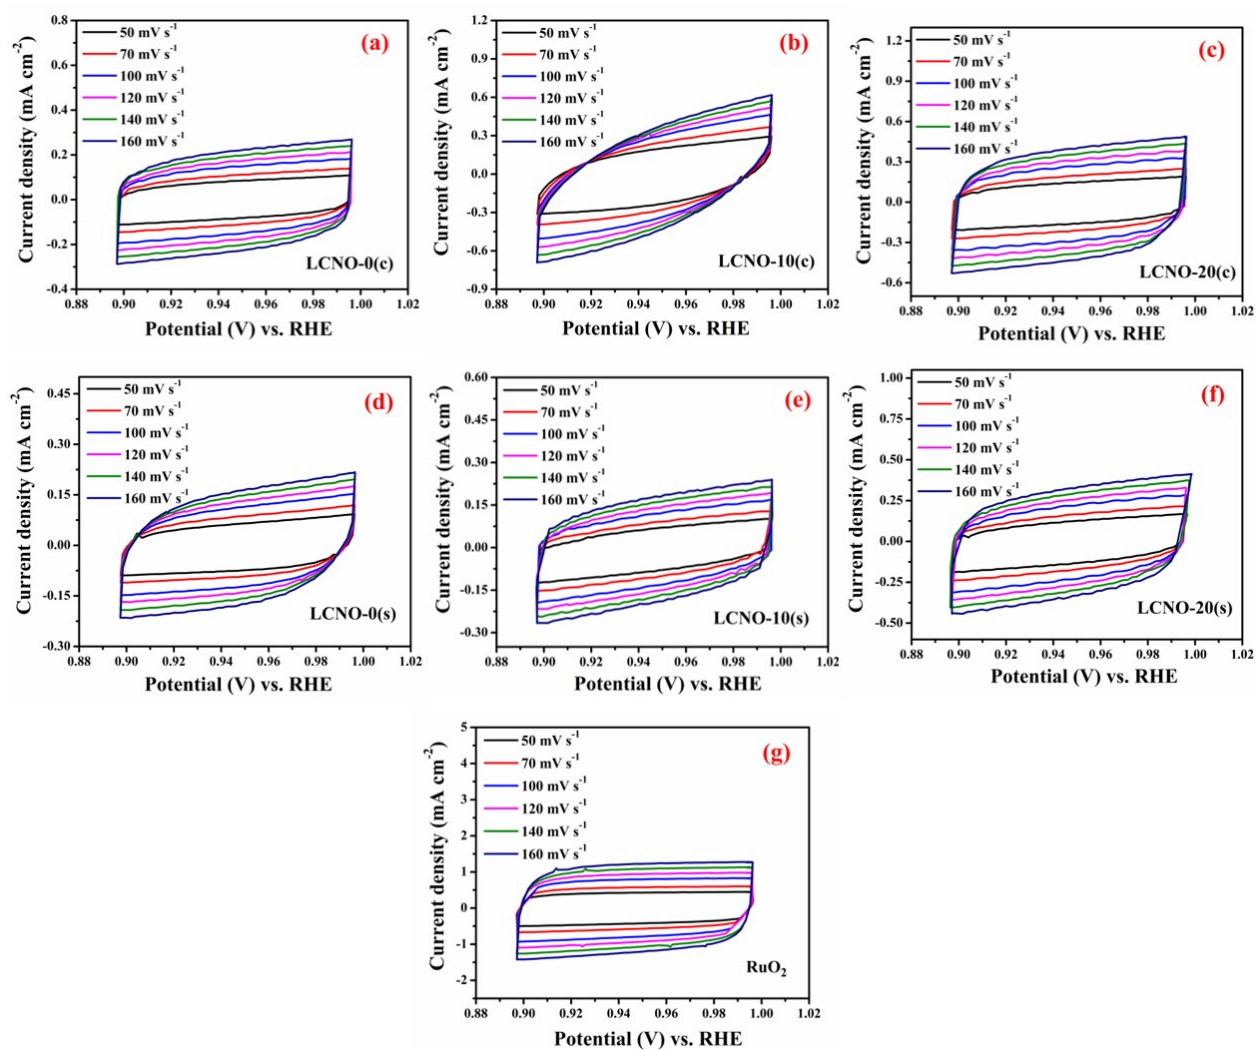 (a)
50 mV s⁻¹
70 mV s⁻¹
100 mV s⁻¹
120 mV s⁻¹
140 mV s⁻¹
160 mV s⁻¹
Current density (mA cm⁻²)
0.8
0.6
0.4
0.2
0.0
-0.2
-0.4
LCNO-0(c)
0.88 0.90 0.92 0.94 0.96 0.98 1.00 1.02
Potential (V) vs. RHE
(b)
50 mV s⁻¹
70 mV s⁻¹
100 mV s⁻¹
120 mV s⁻¹
140 mV s⁻¹
160 mV s⁻¹
Current density (mA cm⁻²)
1.2
0.9
0.6
0.3
0.0
-0.3
-0.6
-0.9
LCNO-10(c)
0.88 0.90 0.92 0.94 0.96 0.98 1.00 1.02
Potential (V) vs. RHE
(c)
50 mV s⁻¹
70 mV s⁻¹
100 mV s⁻¹
120 mV s⁻¹
140 mV s⁻¹
160 mV s⁻¹
Current density (mA cm⁻²)
1.2
0.9
0.6
0.3
0.0
-0.3
-0.6
LCNO-20(c)
0.88 0.90 0.92 0.94 0.96 0.98 1.00 1.02
Potential (V) vs. RHE
(d)
50 mV s⁻¹
70 mV s⁻¹
100 mV s⁻¹
120 mV s⁻¹
140 mV s⁻¹
160 mV s⁻¹
Current density (mA cm⁻²)
0.45
0.30
0.15
0.00
-0.15
-0.30
LCNO-0(s)
0.88 0.90 0.92 0.94 0.96 0.98 1.00 1.02
Potential (V) vs. RHE
(e)
50 mV s⁻¹
70 mV s⁻¹
100 mV s⁻¹
120 mV s⁻¹
140 mV s⁻¹
160 mV s⁻¹
Current density (mA cm⁻²)
0.60
0.45
0.30
0.15
0.00
-0.15
-0.30
LCNO-10(s)
0.88 0.90 0.92 0.94 0.96 0.98 1.00 1.02
Potential (V) vs. RHE
(f)
50 mV s⁻¹
70 mV s⁻¹
100 mV s⁻¹
120 mV s⁻¹
140 mV s⁻¹
160 mV s⁻¹
Current density (mA cm⁻²)
1.00
0.75
0.50
0.25
0.00
-0.25
-0.50
LCNO-20(s)
0.88 0.90 0.92 0.94 0.96 0.98 1.00 1.02
Potential (V) vs. RHE
(g)
50 mV s⁻¹
70 mV s⁻¹
100 mV s⁻¹
120 mV s⁻¹
140 mV s⁻¹
160 mV s⁻¹
Current density (mA cm⁻²)
5
4
3
2
1
0
-1
-2
RuO₂
0.88 0.90 0.92 0.94 0.96 0.98 1.00 1.02
Potential (V) vs. RHE